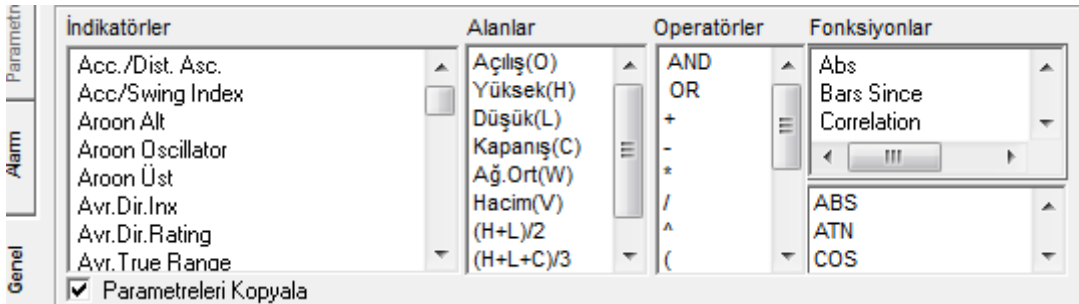 Parametr
Alarm
Genel
İndikatörler
Acc./Dist. Asc.
Acc/Swing Index
Aroon Alt
Aroon Oscillator
Aroon Üst
Avr.Dir.Inx
Avr.Dir.Rating
Avr.True Range
Alanlar
Açılış(O)
Yüksek(H)
Düşük(L)
Kapanış(C)
Ağ.Ort(W)
Hacim(V)
(H+L)/2
(H+L+C)/3
Operatörler
AND
OR
+
-
*
/
^
(
Fonksiyonlar
Abs
Bars Since
Correlation
ABS
ATN
COS
Parametreleri Kopyala